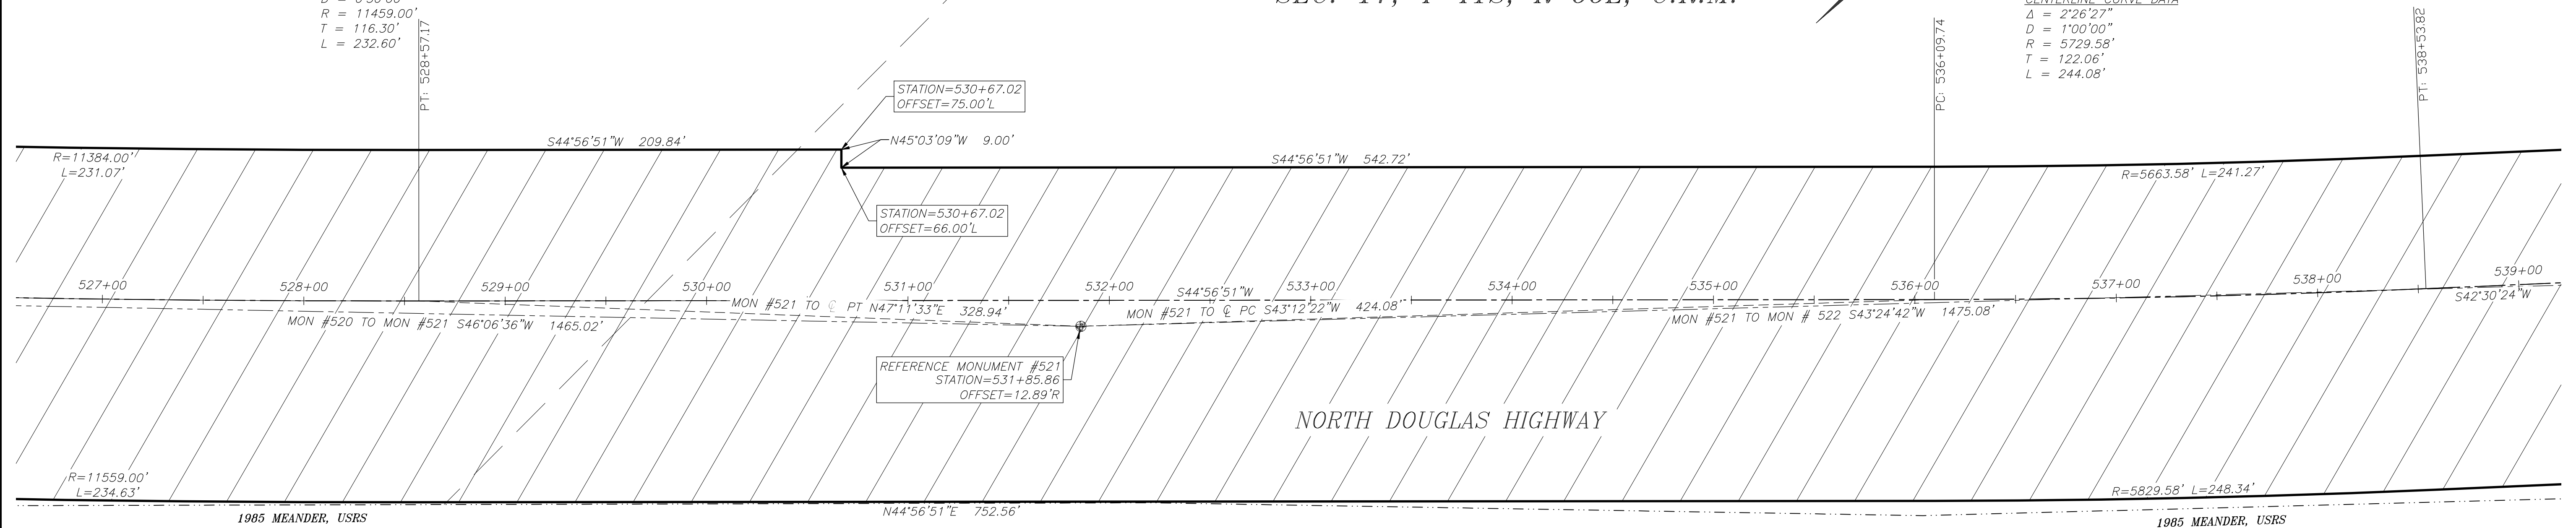 R = 11459.00'
T = 116.30'
L = 232.60'
PT: 528+57.17
CENTERLINE CURVE DATA
Δ = 2°26'27"
D = 1°00'00"
R = 5729.58'
T = 122.06'
L = 244.08'
PC: 536+09.74
PT: 538+53.82
STATION=530+67.02
OFFSET=75.00'L
N45°03'09"W 9.00'
S44°56'51"W 209.84'
S44°56'51"W 542.72'
R=11384.00'
L=231.07'
R=5663.58' L=241.27'
STATION=530+67.02
OFFSET=66.00'L
527+00
528+00
529+00
530+00
531+00
532+00
533+00
534+00
535+00
536+00
537+00
538+00
539+00
S44°56'51"W
S42°30'24"W
MON #521 TO ℄ PT N47°11'33"E 328.94'
MON #521 TO ℄ PC S43°12'22"W 424.08'
MON #520 TO MON #521 S46°06'36"W 1465.02'
MON #521 TO MON # 522 S43°24'42"W 1475.08'
REFERENCE MONUMENT #521
STATION=531+85.86
OFFSET=12.89'R
NORTH DOUGLAS HIGHWAY
R=11559.00'
L=234.63'
R=5829.58' L=248.34'
N44°56'51"E 752.56'
1985 MEANDER, USRS
1985 MEANDER, USRS